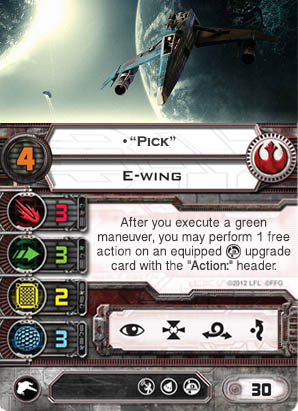 •"Pick"
4
E-wing
3
3
2
3
After you execute a green
maneuver, you may perform 1 free
action on an equipped upgrade
card with the "Action:" header.
©2012 LFL ©FFG
30